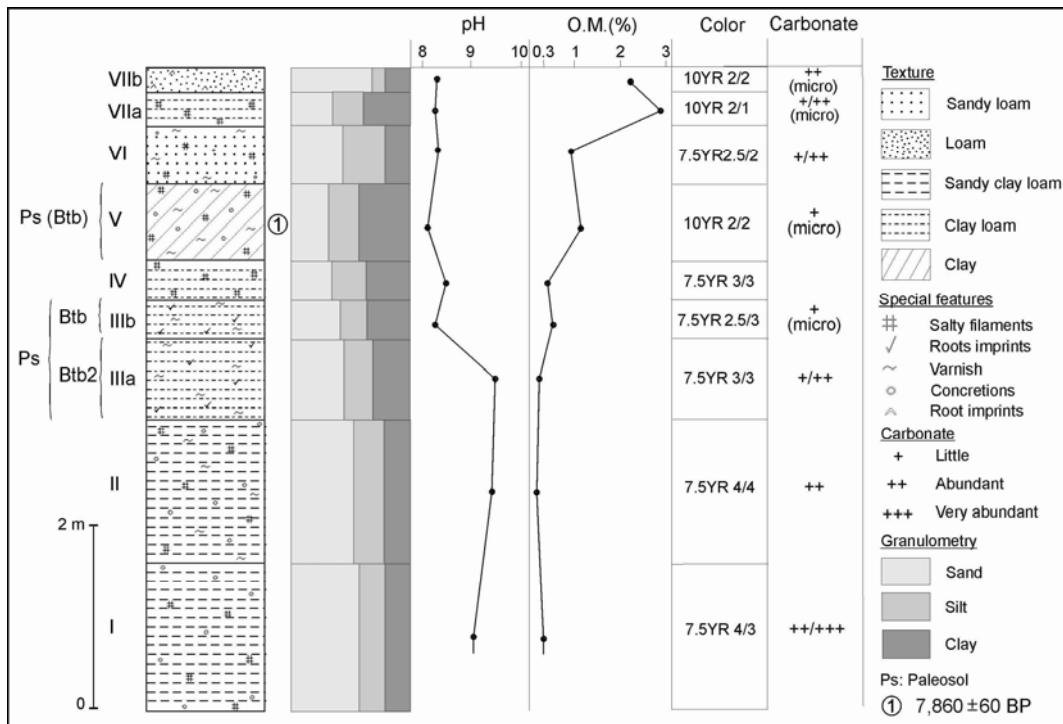 pH O.M.(%) Color Carbonate
8 9 10 0.3 1 2 3
VIIb 10YR 2/2 ++
(micro)
VIIa 10YR 2/1 +/++
(micro)
VI 7.5YR2.5/2 +/++
Ps (Btb) V ① 10YR 2/2 +
(micro)
IV 7.5YR 3/3
Ps
Btb IIIb 7.5YR 2.5/3 +
(micro)
Btb2 IIIa 7.5YR 3/3 +/++
II 7.5YR 4/4 ++
I 7.5YR 4/3 ++/+++
2 m
0
Texture
Sandy loam
Loam
Sandy clay loam
Clay loam
Clay
Special features
Salty filaments
Roots imprints
Varnish
Concretions
Root imprints
Carbonate
+ Little
++ Abundant
+++ Very abundant
Granulometry
Sand
Silt
Clay
Ps: Paleosol
① 7,860 ±60 BP